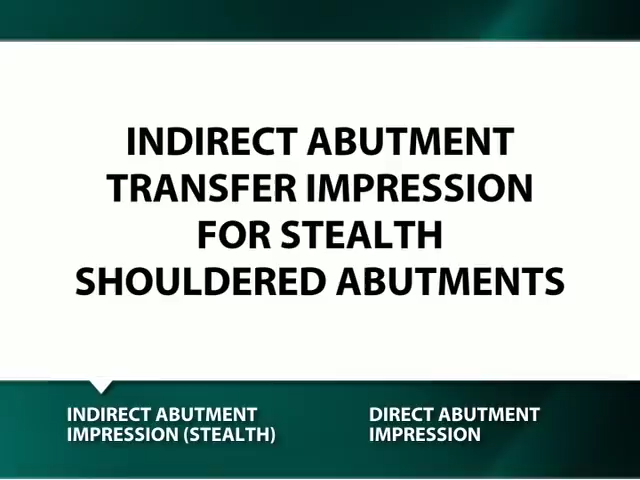 INDIRECT ABUTMENT
TRANSFER IMPRESSION
FOR STEALTH
SHOULDERED ABUTMENTS
INDIRECT ABUTMENT
IMPRESSION (STEALTH)
DIRECT ABUTMENT
IMPRESSION